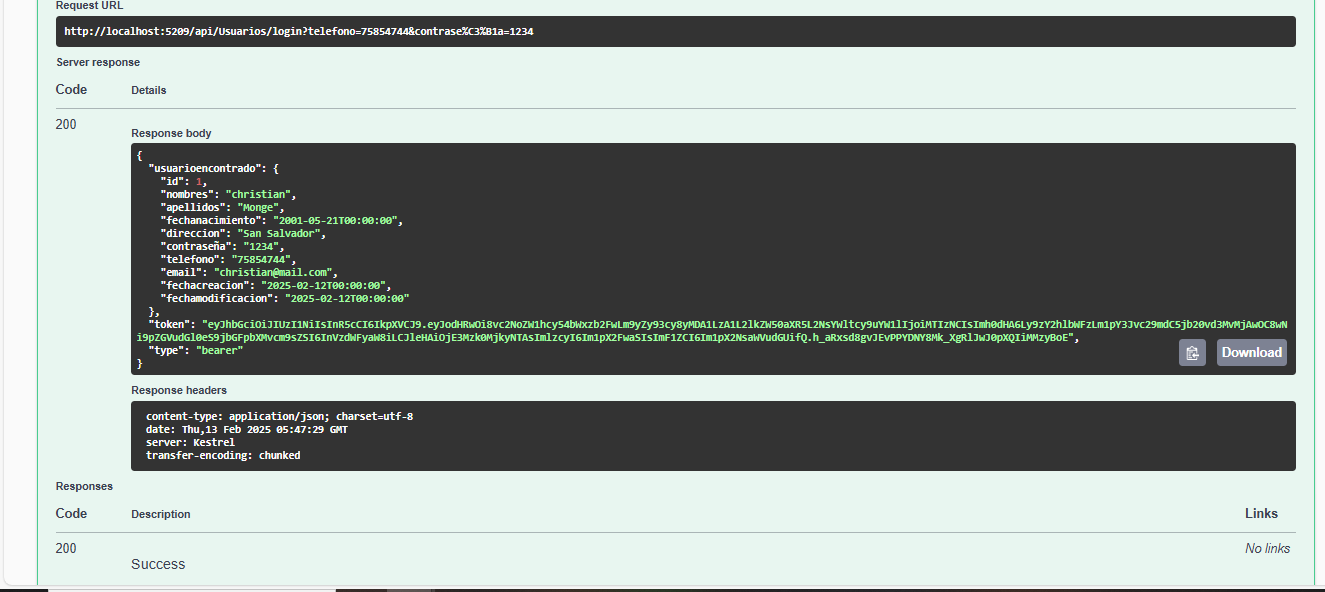 Request URL
http://localhost:5209/api/Usuarios/login?telefono=75854744&contrase%C3%B1a=1234
Server response
Code Details
200
Response body
{
"usuarioencontrado": {
"id": 1,
"nombres": "christian",
"apellidos": "Monge",
"fechanacimiento": "2001-05-21T00:00:00",
"direccion": "San Salvador",
"contraseña": "1234",
"telefono": "75854744",
"email": "christian@mail.com",
"fechacreacion": "2025-02-12T00:00:00",
"fechamodificacion": "2025-02-12T00:00:00"
},
"token":
"type": "bearer"
}
Download
Response headers
content-type: application/json; charset=utf-8
date: Thu,13 Feb 2025 05:47:29 GMT
server: Kestrel
transfer-encoding: chunked
Responses
Code Description Links
200 No links
Success